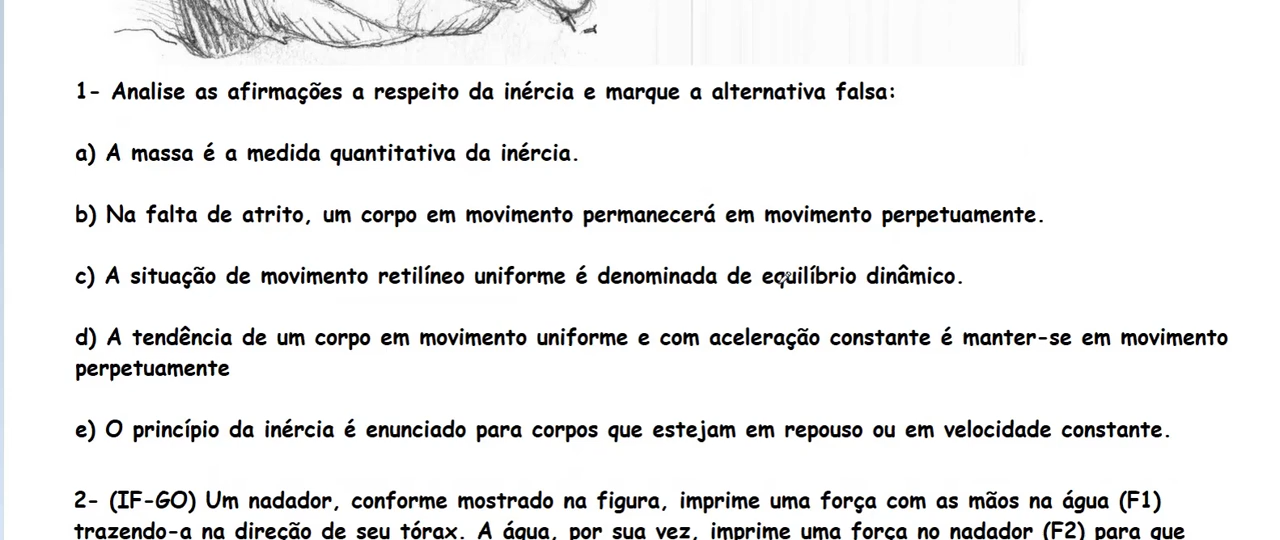 1- Analise as afirmações a respeito da inércia e marque a alternativa falsa:
a) A massa é a medida quantitativa da inércia.
b) Na falta de atrito, um corpo em movimento permanecerá em movimento perpetuamente.
c) A situação de movimento retilíneo uniforme é denominada de equilíbrio dinâmico.
d) A tendência de um corpo em movimento uniforme e com aceleração constante é manter-se em movimento
perpetuamente
e) O princípio da inércia é enunciado para corpos que estejam em repouso ou em velocidade constante.
2- (IF-GO) Um nadador, conforme mostrado na figura, imprime uma força com as mãos na água (F1)
trazendo-a na direção de seu tórax. A água, por sua vez, imprime uma força no nadador (F2) para que